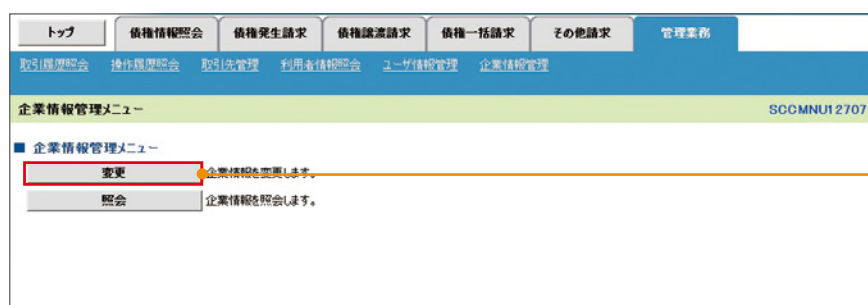 トップ 債権情報照会 債権発生請求 債権譲渡請求 債権一括請求 その他請求 管理業務
取引履歴照会 操作履歴照会 取引先管理 利用者情報照会 ユーザ情報管理 企業情報管理
企業情報管理メニュー SCCMNU12707
■ 企業情報管理メニュー
変更 企業情報を変更します。
照会 企業情報を照会します。